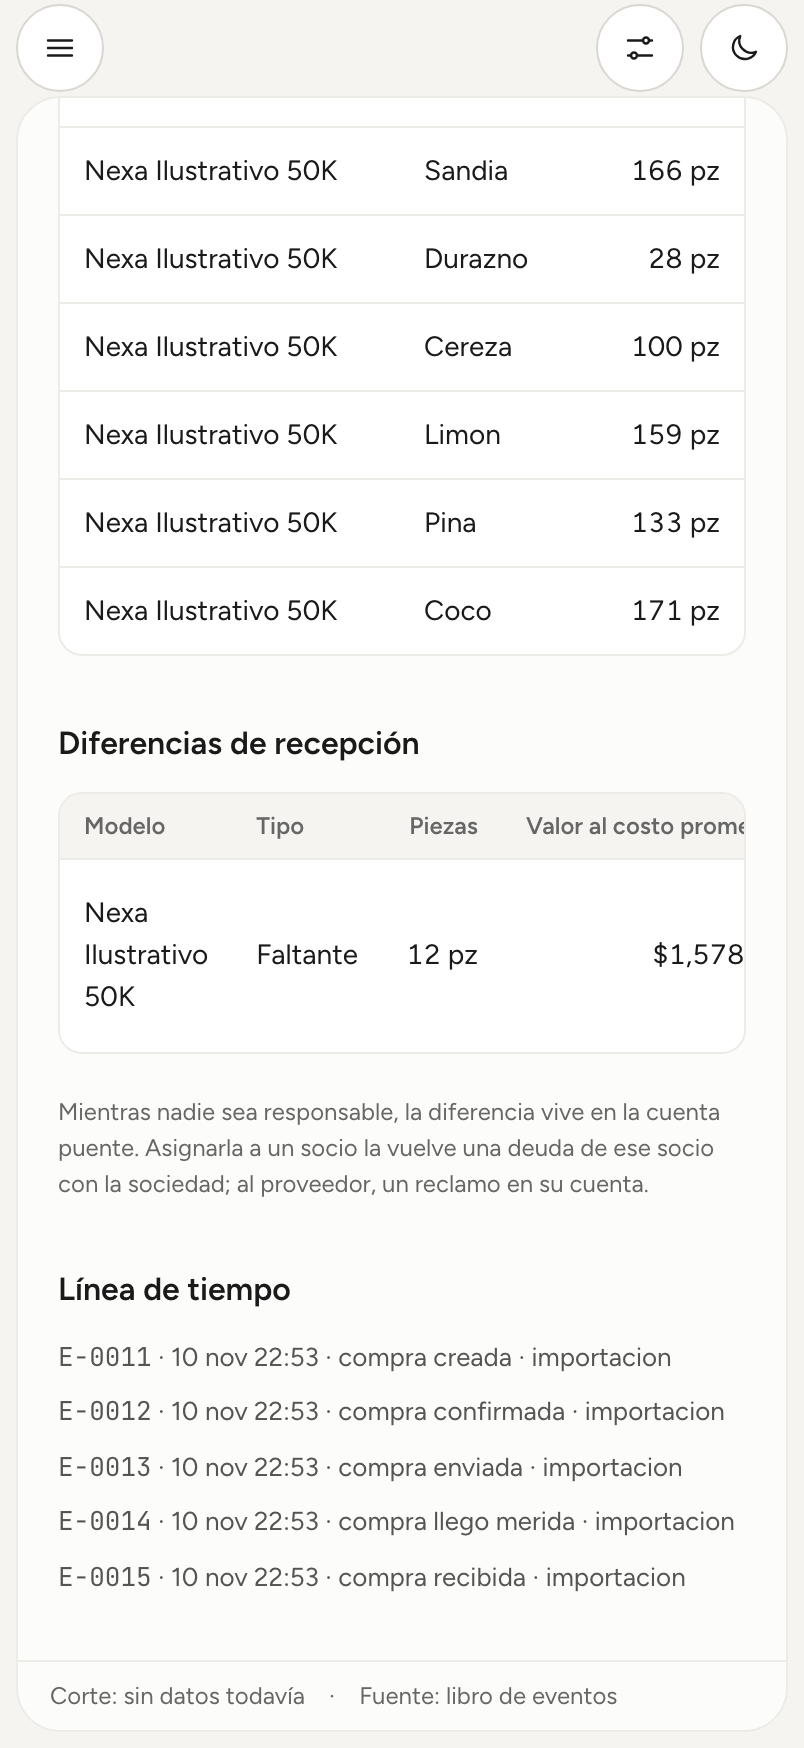 Nexa Ilustrativo 50K Sandia 166 pz
Nexa Ilustrativo 50K Durazno 28 pz
Nexa Ilustrativo 50K Cereza 100 pz
Nexa Ilustrativo 50K Limon 159 pz
Nexa Ilustrativo 50K Pina 133 pz
Nexa Ilustrativo 50K Coco 171 pz
Diferencias de recepción
Modelo Tipo Piezas Valor al costo prome
Nexa
Ilustrativo Faltante 12 pz $1,578
50K
Mientras nadie sea responsable, la diferencia vive en la cuenta
puente. Asignarla a un socio la vuelve una deuda de ese socio
con la sociedad; al proveedor, un reclamo en su cuenta.
Línea de tiempo
E-0011 · 10 nov 22:53 · compra creada · importacion
E-0012 · 10 nov 22:53 · compra confirmada · importacion
E-0013 · 10 nov 22:53 · compra enviada · importacion
E-0014 · 10 nov 22:53 · compra llego merida · importacion
E-0015 · 10 nov 22:53 · compra recibida · importacion
Corte: sin datos todavía · Fuente: libro de eventos